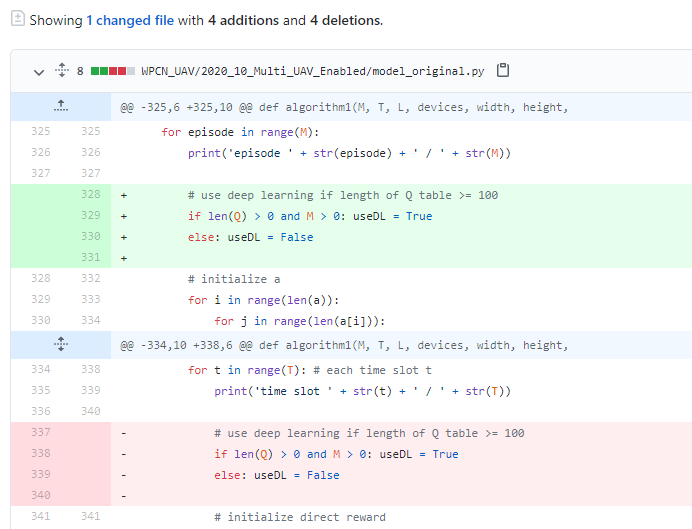 Showing 1 changed file with 4 additions and 4 deletions.
8 WPCN_UAV/2020_10_Multi_UAV_Enabled/model_original.py
@@ -325,6 +325,10 @@ def algorithm1(M, T, L, devices, width, height,
325 325 for episode in range(M):
326 326 print('episode ' + str(episode) + ' / ' + str(M))
327 327
328 + # use deep learning if length of Q table >= 100
329 + if len(Q) > 0 and M > 0: useDL = True
330 + else: useDL = False
331 +
328 332 # initialize a
329 333 for i in range(len(a)):
330 334 for j in range(len(a[i])):
@@ -334,10 +338,6 @@ def algorithm1(M, T, L, devices, width, height,
334 338 for t in range(T): # each time slot t
335 339 print('time slot ' + str(t) + ' / ' + str(T))
336 340
337 - # use deep learning if length of Q table >= 100
338 - if len(Q) > 0 and M > 0: useDL = True
339 - else: useDL = False
340 -
341 341 # initialize direct reward